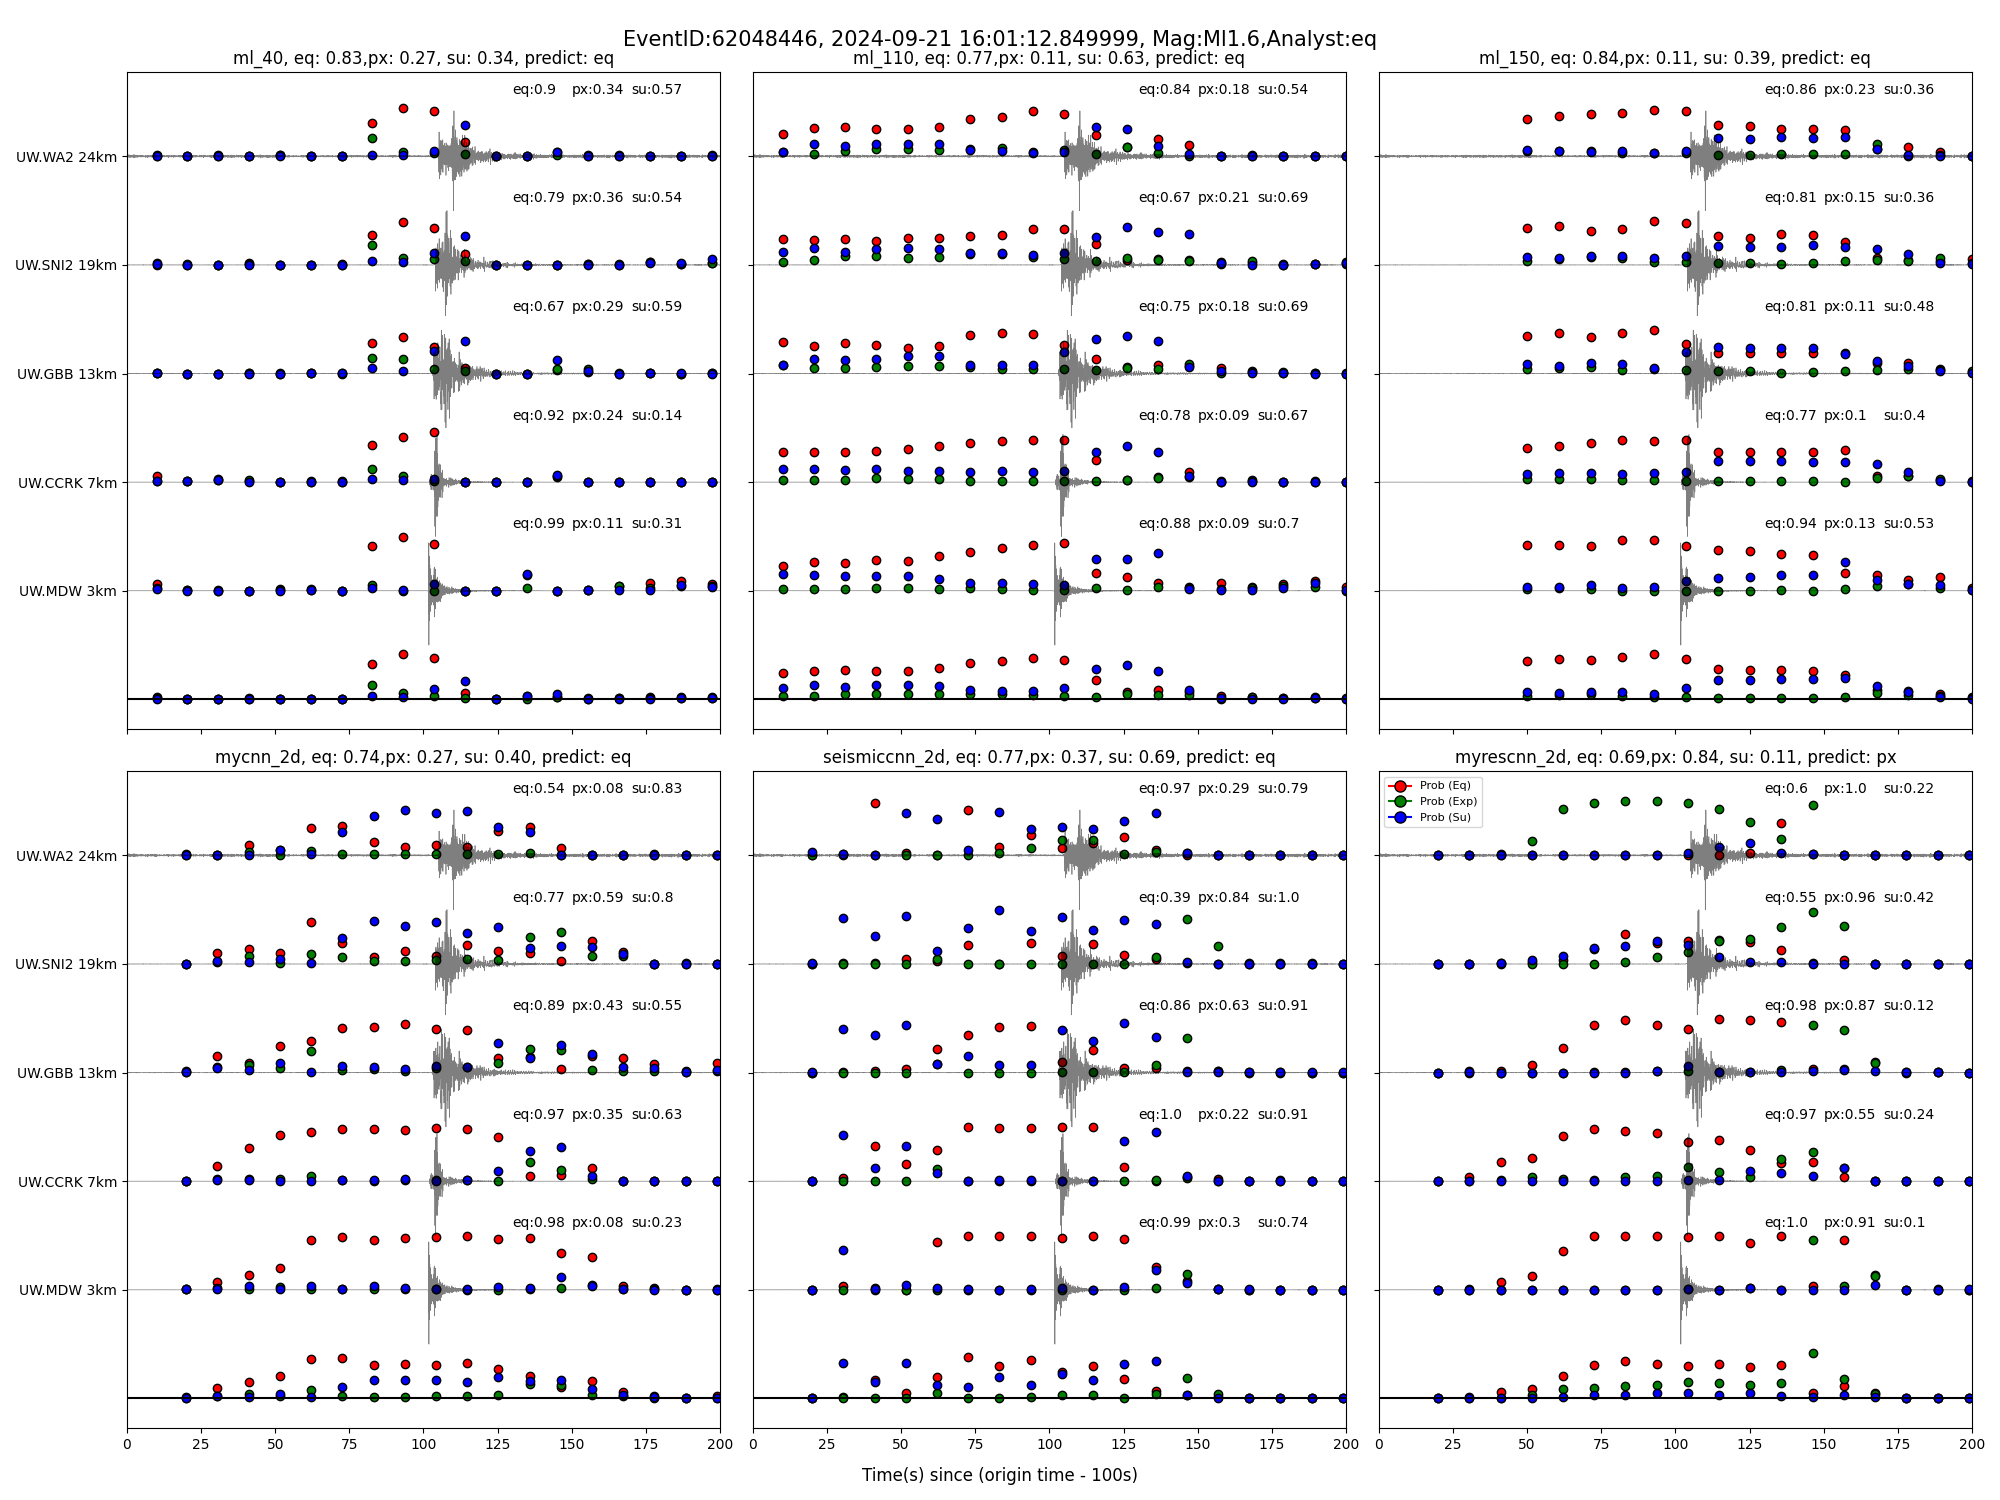 EventID:62048446, 2024-09-21 16:01:12.849999, Mag:Ml1.6,Analyst:eq
ml_40, eq: 0.83,px: 0.27, su: 0.34, predict: eq
eq:0.9 px:0.34 su:0.57
UW.WA2 24km
eq:0.79 px:0.36 su:0.54
UW.SNI2 19km
eq:0.67 px:0.29 su:0.59
UW.GBB 13km
eq:0.92 px:0.24 su:0.14
UW.CCRK 7km
eq:0.99 px:0.11 su:0.31
UW.MDW 3km
ml_110, eq: 0.77,px: 0.11, su: 0.63, predict: eq
eq:0.84 px:0.18 su:0.54
eq:0.67 px:0.21 su:0.69
eq:0.75 px:0.18 su:0.69
eq:0.78 px:0.09 su:0.67
eq:0.88 px:0.09 su:0.7
ml_150, eq: 0.84,px: 0.11, su: 0.39, predict: eq
eq:0.86 px:0.23 su:0.36
eq:0.81 px:0.15 su:0.36
eq:0.81 px:0.11 su:0.48
eq:0.77 px:0.1 su:0.4
eq:0.94 px:0.13 su:0.53
mycnn_2d, eq: 0.74,px: 0.27, su: 0.40, predict: eq
eq:0.54 px:0.08 su:0.83
UW.WA2 24km
eq:0.77 px:0.59 su:0.8
UW.SNI2 19km
eq:0.89 px:0.43 su:0.55
UW.GBB 13km
eq:0.97 px:0.35 su:0.63
UW.CCRK 7km
eq:0.98 px:0.08 su:0.23
UW.MDW 3km
0 25 50 75 100 125 150 175 200
seismiccnn_2d, eq: 0.77,px: 0.37, su: 0.69, predict: eq
eq:0.97 px:0.29 su:0.79
eq:0.39 px:0.84 su:1.0
eq:0.86 px:0.63 su:0.91
eq:1.0 px:0.22 su:0.91
eq:0.99 px:0.3 su:0.74
0 25 50 75 100 125 150 175 200
myrescnn_2d, eq: 0.69,px: 0.84, su: 0.11, predict: px
Prob (Eq)
Prob (Exp)
Prob (Su)
eq:0.6 px:1.0 su:0.22
eq:0.55 px:0.96 su:0.42
eq:0.98 px:0.87 su:0.12
eq:0.97 px:0.55 su:0.24
eq:1.0 px:0.91 su:0.1
0 25 50 75 100 125 150 175 200
Time(s) since (origin time - 100s)